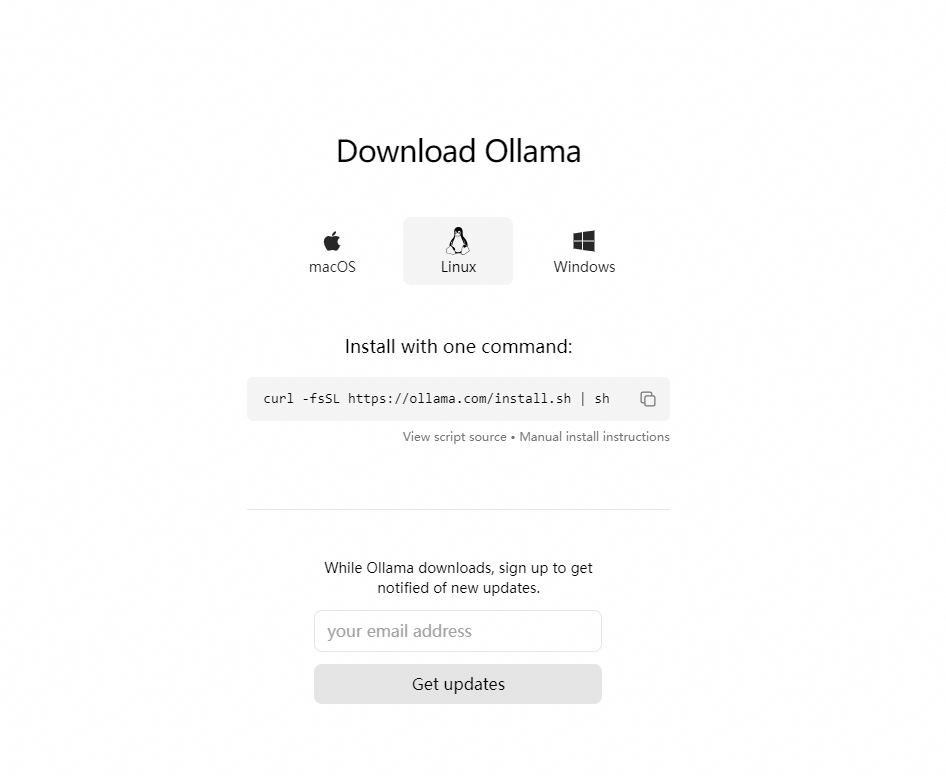 Download Ollama
macOS
Linux
Windows
Install with one command:
curl -fsSL https://ollama.com/install.sh | sh
View script source • Manual install instructions
While Ollama downloads, sign up to get
notified of new updates.
your email address
Get updates